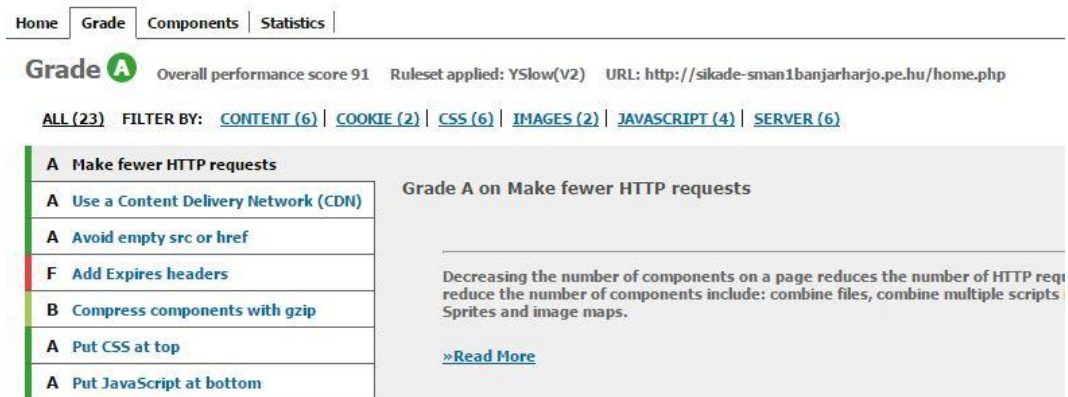 Home Grade Components Statistics
Grade A Overall performance score 91 Ruleset applied: YSlow(V2) URL: http://sikade-sman1banjarharjo.pe.hu/home.php
ALL (23) FILTER BY: CONTENT (6) COOKIE (2) CSS (6) IMAGES (2) JAVASCRIPT (4) SERVER (6)
A Make fewer HTTP requests
A Use a Content Delivery Network (CDN)
A Avoid empty src or href
F Add Expires headers
B Compress components with gzip
A Put CSS at top
A Put JavaScript at bottom
Grade A on Make fewer HTTP requests
Decreasing the number of components on a page reduces the number of HTTP
reduce the number of components include: combine files, combine multiple scripts
Sprites and image maps.
»Read More